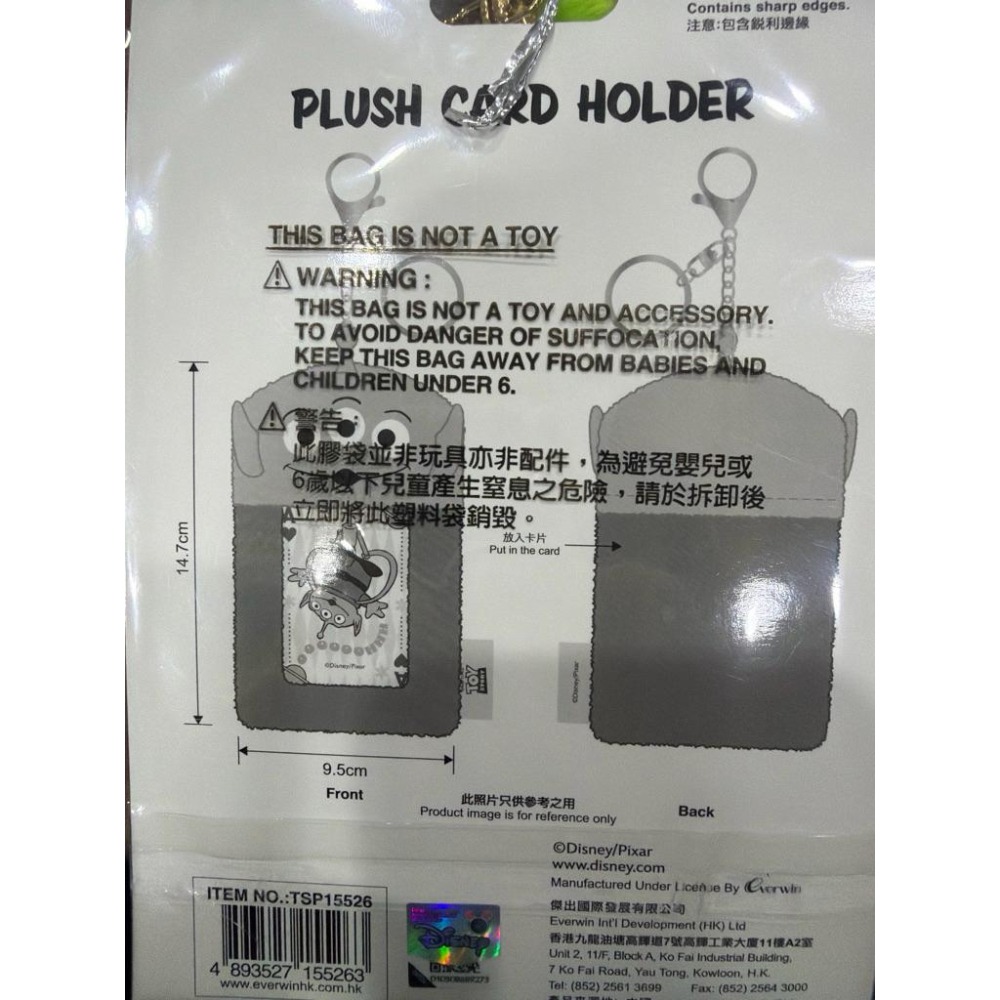 Contains sharp edges.
注意:包含銳利邊緣
PLUSH CARD HOLDER
THIS BAG IS NOT A TOY
WARNING :
THIS BAG IS NOT A TOY AND ACCESSORY.
TO AVOID DANGER OF SUFFOCATION,
KEEP THIS BAG AWAY FROM BABIES AND
CHILDREN UNDER 6.
警告 :
此膠袋並非玩具亦非配件，為避免嬰兒或
6歲以下兒童產生窒息之危險，請於拆卸後
立即將此塑料袋銷毀。
放入卡片
Put in the card
14.7cm
©Disney/Pixar
TOY
STORY
©Disney/Pixar
9.5cm
Front
此照片只供參考之用
Product image is for reference only
Back
©Disney/Pixar
www.disney.com
Manufactured Under License By Everwin
傑出國際發展有限公司
Everwin Int'l Development (HK) Ltd
香港九龍油塘高輝道7號高輝工業大廈11樓A2室
Unit 2, 11/F, Block A, Ko Fai Industrial Building,
7 Ko Fai Road, Yau Tong, Kowloon, H.K.
Tel: (852) 2561 3699 Fax: (852) 2564 3000
ITEM NO.:TSP15526
4 893527 155263
www.everwinhk.com.hk
Disney